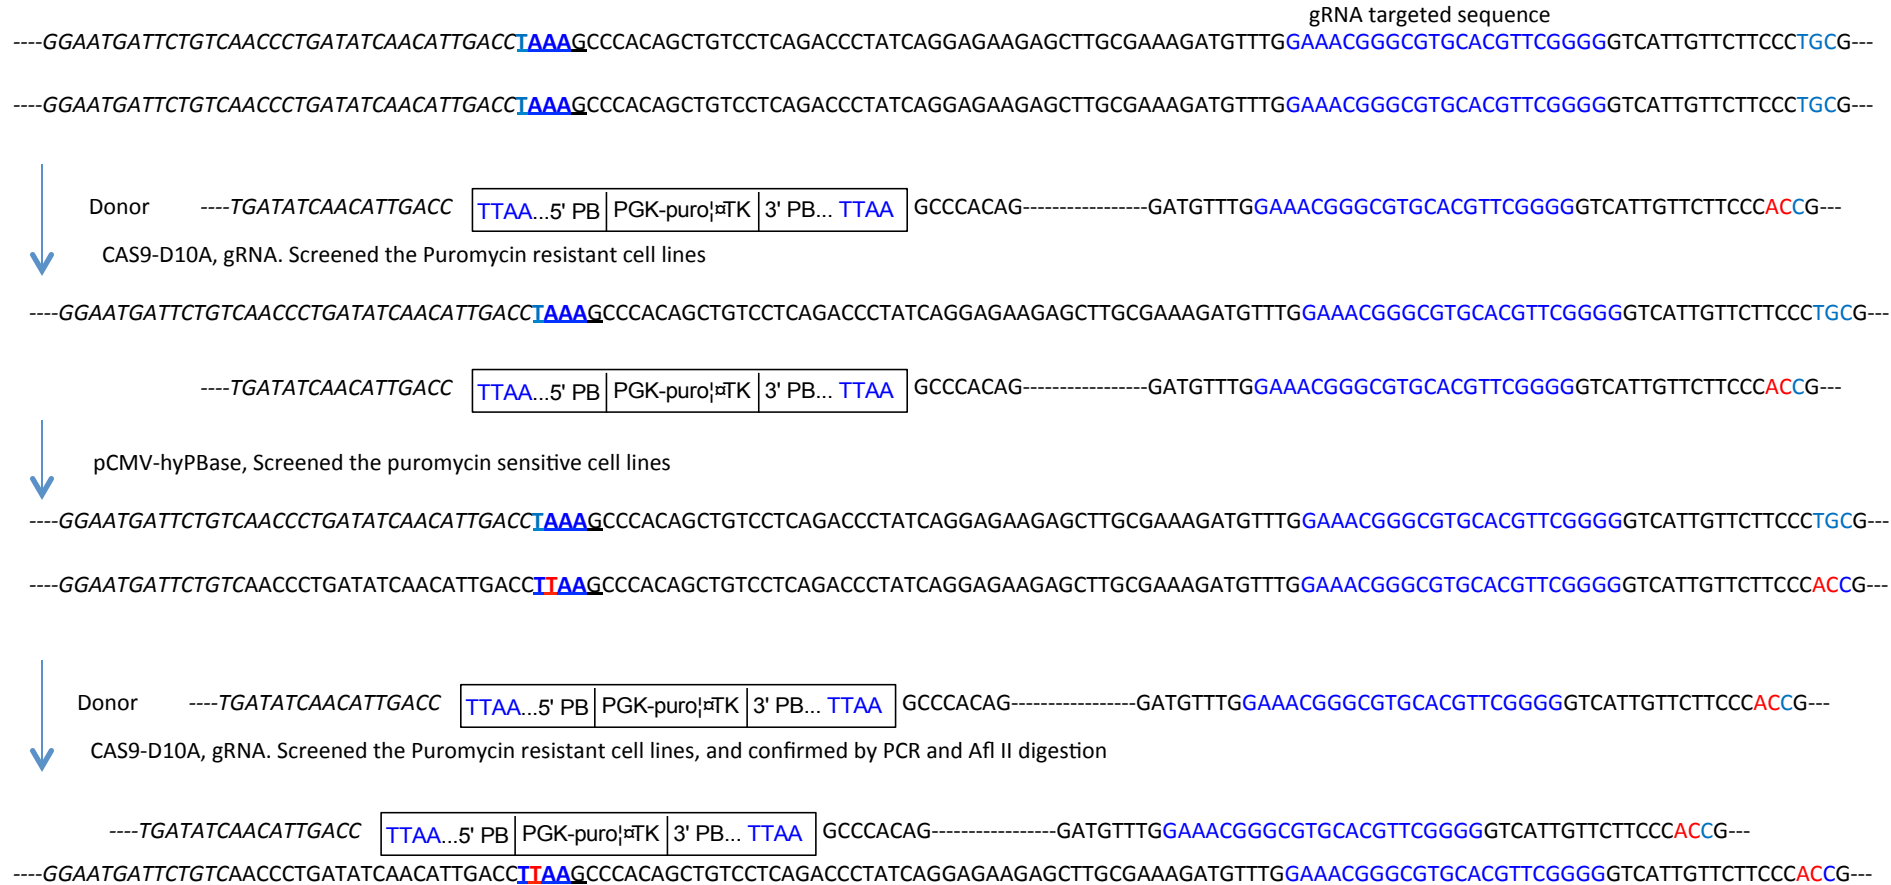 gRNA targeted sequence
----GGAATGATTCTGTCAACCCTGATATCAACATTGACCTAAAGCCCACAGCTGTCCTCAGACCCTATCAGGAGAAGAGCTTGCGAAAGATGTTTGGAAACGGGCGTGCACGTTCGGGGGTCATTGTTCTTCCCTGCG---
----GGAATGATTCTGTCAACCCTGATATCAACATTGACCTAAAGCCCACAGCTGTCCTCAGACCCTATCAGGAGAAGAGCTTGCGAAAGATGTTTGGAAACGGGCGTGCACGTTCGGGGGTCATTGTTCTTCCCTGCG---
Donor ----TGATATCAACATTGACC TTAA...5' PB PGK-puro¦¤TK 3' PB... TTAA GCCCACAG-----------------GATGTTTGGAAACGGGCGTGCACGTTCGGGGGTCATTGTTCTTCCCACCG---
CAS9-D10A, gRNA. Screened the Puromycin resistant cell lines
----GGAATGATTCTGTCAACCCTGATATCAACATTGACCTAAAGCCCACAGCTGTCCTCAGACCCTATCAGGAGAAGAGCTTGCGAAAGATGTTTGGAAACGGGCGTGCACGTTCGGGGGTCATTGTTCTTCCCTGCG---
----TGATATCAACATTGACC TTAA...5' PB PGK-puro¦¤TK 3' PB... TTAA GCCCACAG-----------------GATGTTTGGAAACGGGCGTGCACGTTCGGGGGTCATTGTTCTTCCCACCG---
pCMV-hyPBase, Screened the puromycin sensitive cell lines
----GGAATGATTCTGTCAACCCTGATATCAACATTGACCTAAAGCCCACAGCTGTCCTCAGACCCTATCAGGAGAAGAGCTTGCGAAAGATGTTTGGAAACGGGCGTGCACGTTCGGGGGTCATTGTTCTTCCCTGCG---
----GGAATGATTCTGTCAACCCTGATATCAACATTGACCTTAAGCCCACAGCTGTCCTCAGACCCTATCAGGAGAAGAGCTTGCGAAAGATGTTTGGAAACGGGCGTGCACGTTCGGGGGTCATTGTTCTTCCCACCG---
Donor ----TGATATCAACATTGACC TTAA...5' PB PGK-puro¦¤TK 3' PB... TTAA GCCCACAG-----------------GATGTTTGGAAACGGGCGTGCACGTTCGGGGGTCATTGTTCTTCCCACCG---
CAS9-D10A, gRNA. Screened the Puromycin resistant cell lines, and confirmed by PCR and Afl II digestion
----TGATATCAACATTGACC TTAA...5' PB PGK-puro¦¤TK 3' PB... TTAA GCCCACAG-----------------GATGTTTGGAAACGGGCGTGCACGTTCGGGGGTCATTGTTCTTCCCACCG---
----GGAATGATTCTGTCAACCCTGATATCAACATTGACCTTAAGCCCACAGCTGTCCTCAGACCCTATCAGGAGAAGAGCTTGCGAAAGATGTTTGGAAACGGGCGTGCACGTTCGGGGGTCATTGTTCTTCCCACCG---